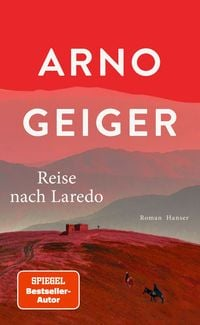 ARNO
GEIGER
Reise
nach Laredo
Roman Hanser
SPIEGEL
Bestseller-
Autor